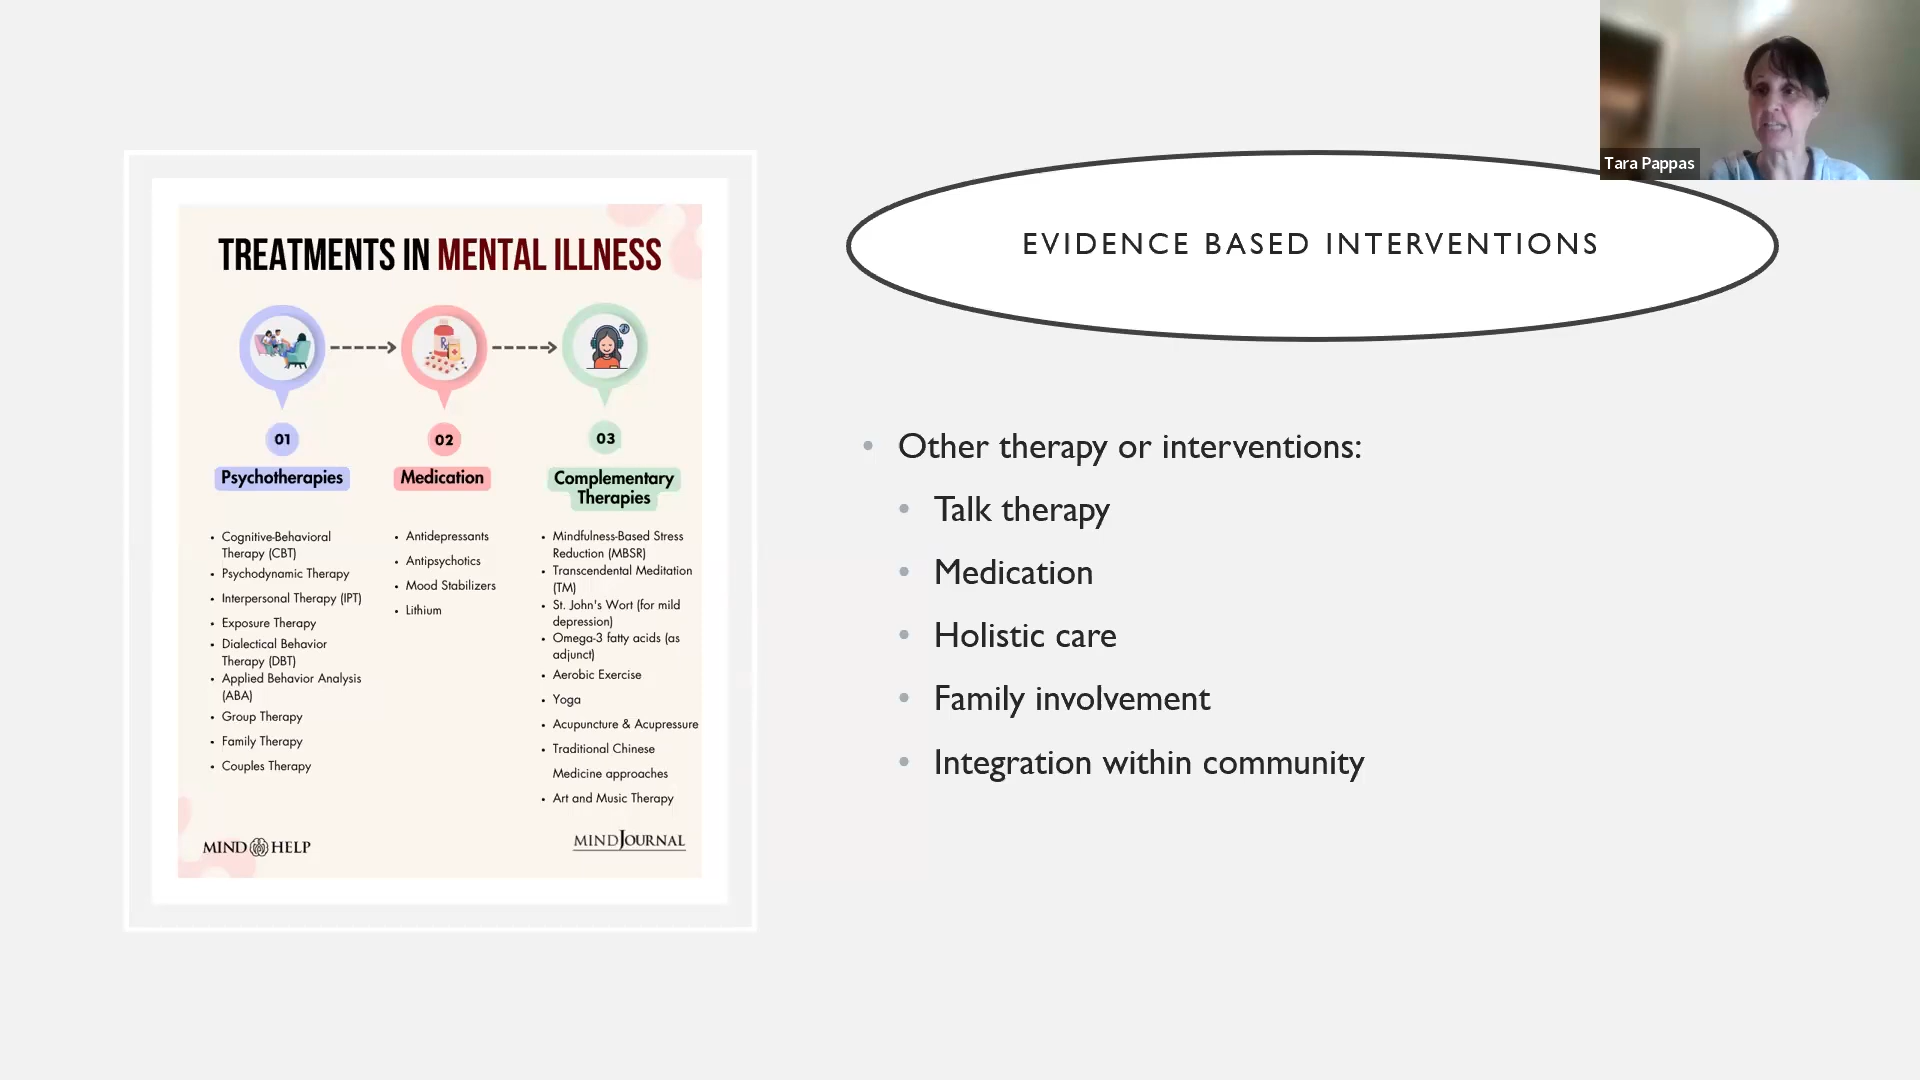 Tara Pappas
TREATMENTS IN MENTAL ILLNESS
01
Psychotherapies
• Cognitive-Behavioral
Therapy (CBT)
• Psychodynamic Therapy
• Interpersonal Therapy (IPT)
• Exposure Therapy
• Dialectical Behavior
Therapy (DBT)
• Applied Behavior Analysis
(ABA)
• Group Therapy
• Family Therapy
• Couples Therapy
02
Medication
• Antidepressants
• Antipsychotics
• Mood Stabilizers
• Lithium
03
Complementary
Therapies
• Mindfulness-Based Stress
Reduction (MBSR)
• Transcendental Meditation
(TM)
• St. John's Wort (for mild
depression)
• Omega-3 fatty acids (as
adjunct)
• Aerobic Exercise
• Yoga
• Acupuncture & Acupressure
• Traditional Chinese
Medicine approaches
• Art and Music Therapy
MIND HELP
MINDJOURNAL
EVIDENCE BASED INTERVENTIONS
• Other therapy or interventions:
• Talk therapy
• Medication
• Holistic care
• Family involvement
• Integration within community